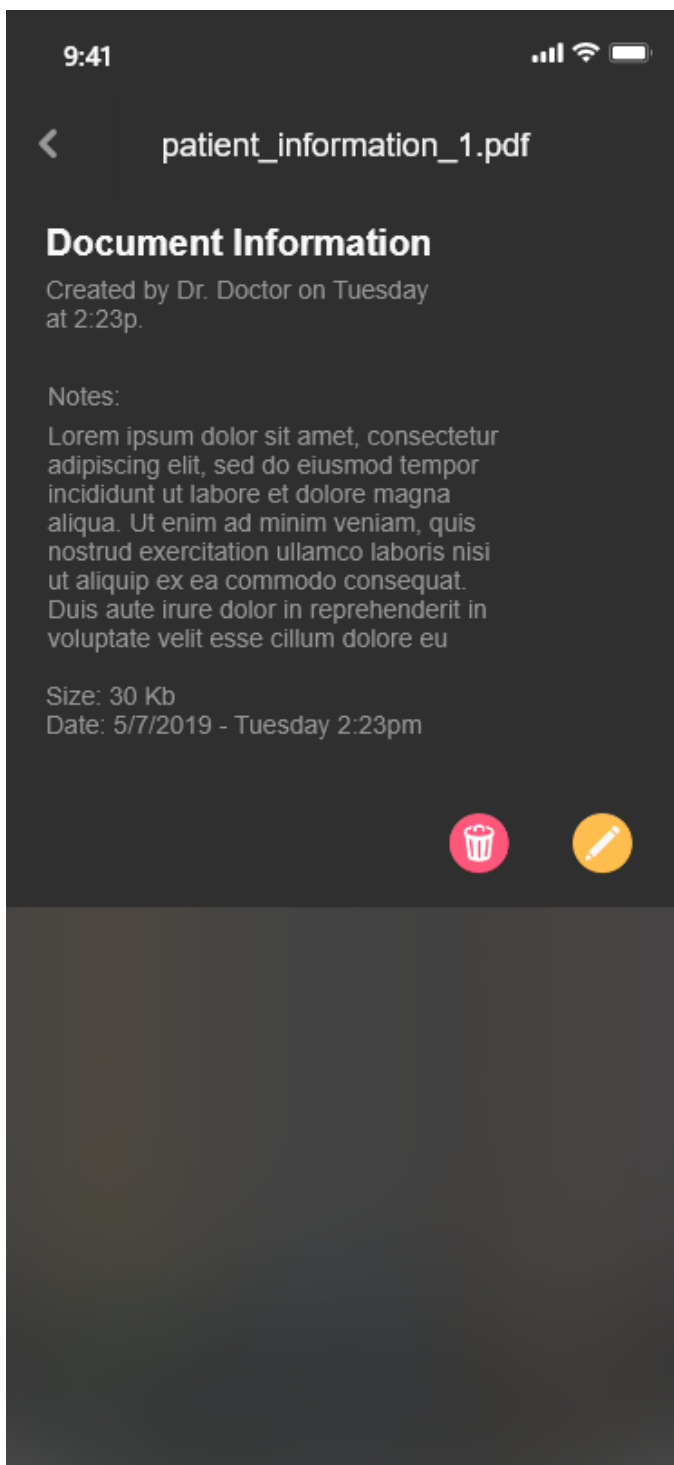 9:41
patient_information_1.pdf
Document Information
Created by Dr. Doctor on Tuesday
at 2:23p.
Notes:
Lorem ipsum dolor sit amet, consectetur
adipiscing elit, sed do eiusmod tempor
incididunt ut labore et dolore magna
aliqua. Ut enim ad minim veniam, quis
nostrud exercitation ullamco laboris nisi
ut aliquip ex ea commodo consequat.
Duis aute irure dolor in reprehenderit in
voluptate velit esse cillum dolore eu
Size: 30 Kb
Date: 5/7/2019 - Tuesday 2:23pm